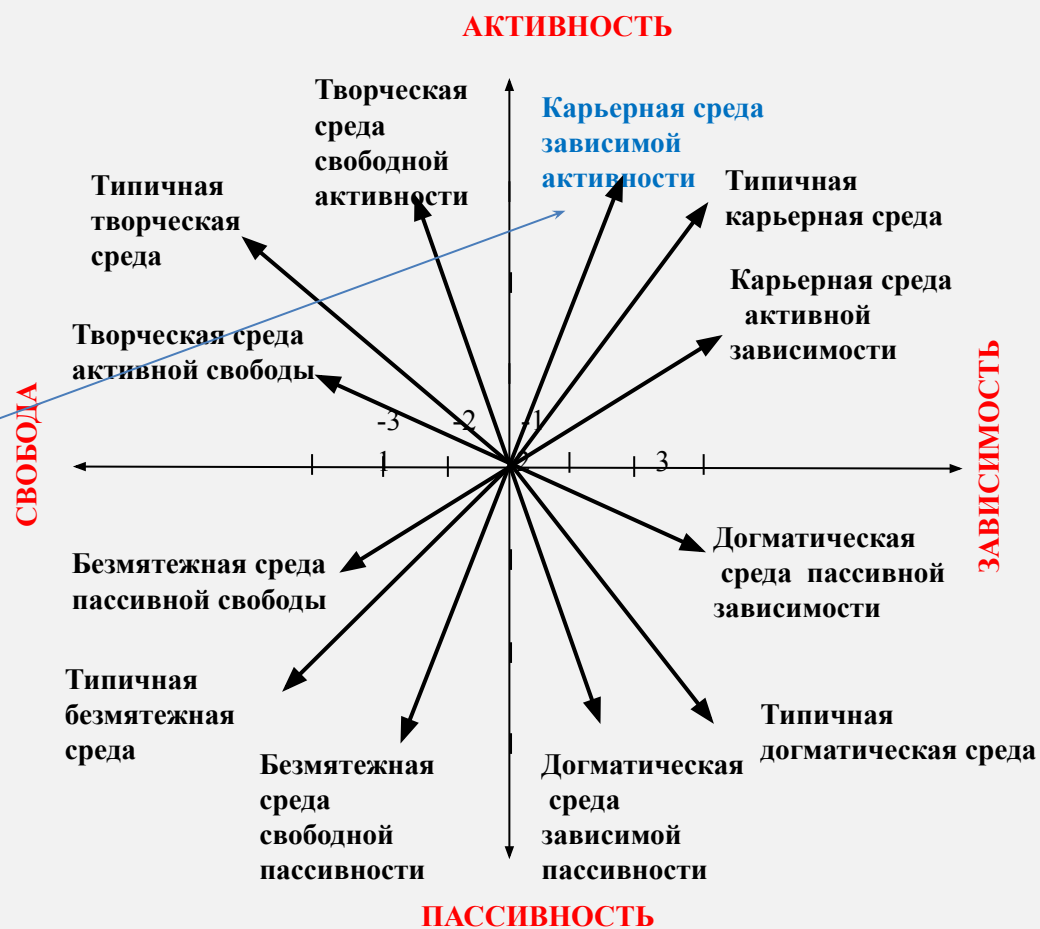 АКТИВНОСТЬ
Творческая
среда
свободной
активности
Карьерная среда
зависимой
активности
Типичная
творческая
среда
Типичная
карьерная среда
Карьерная среда
активной
зависимости
Творческая среда
активной свободы
СВОБОДА
ЗАВИСИМОСТЬ
-3 -2 -1
1 2 3
Безмятежная среда
пассивной свободы
Догматическая
среда пассивной
зависимости
Типичная
безмятежная
среда
Типичная
догматическая среда
Безмятежная
среда
свободной
пассивности
Догматическая
среда
зависимой
пассивности
ПАССИВНОСТЬ